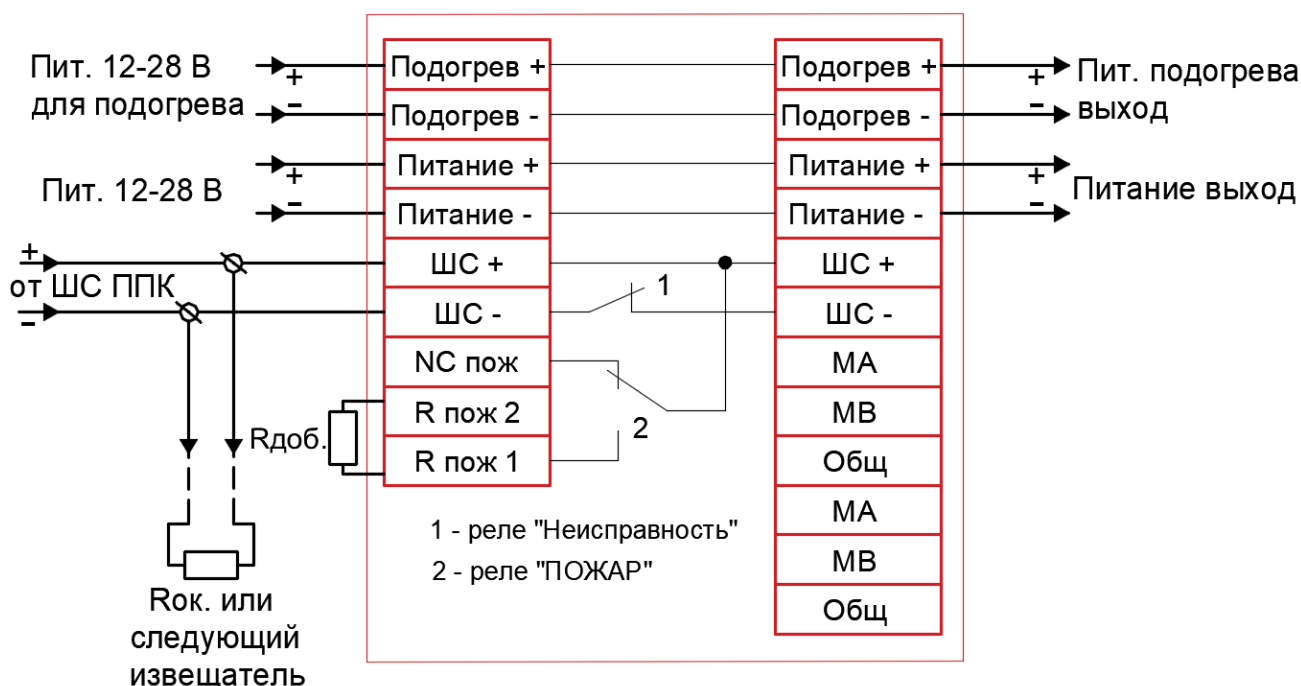 Пит. 12-28 В
для подогрева
+
-
Пит. 12-28 В
+
-
+
от ШС ППК
-
Rдоб.
Rок. или
следующий
извещатель
Подогрев +
Подогрев -
Питание +
Питание -
ШС +
ШС -
NC пож
R пож 2
R пож 1
1
2
1 - реле "Неисправность"
2 - реле "ПОЖАР"
Подогрев +
Подогрев -
Питание +
Питание -
ШС +
ШС -
МА
МВ
Общ
МА
МВ
Общ
+
-
Пит. подогрева
выход
+
-
Питание выход